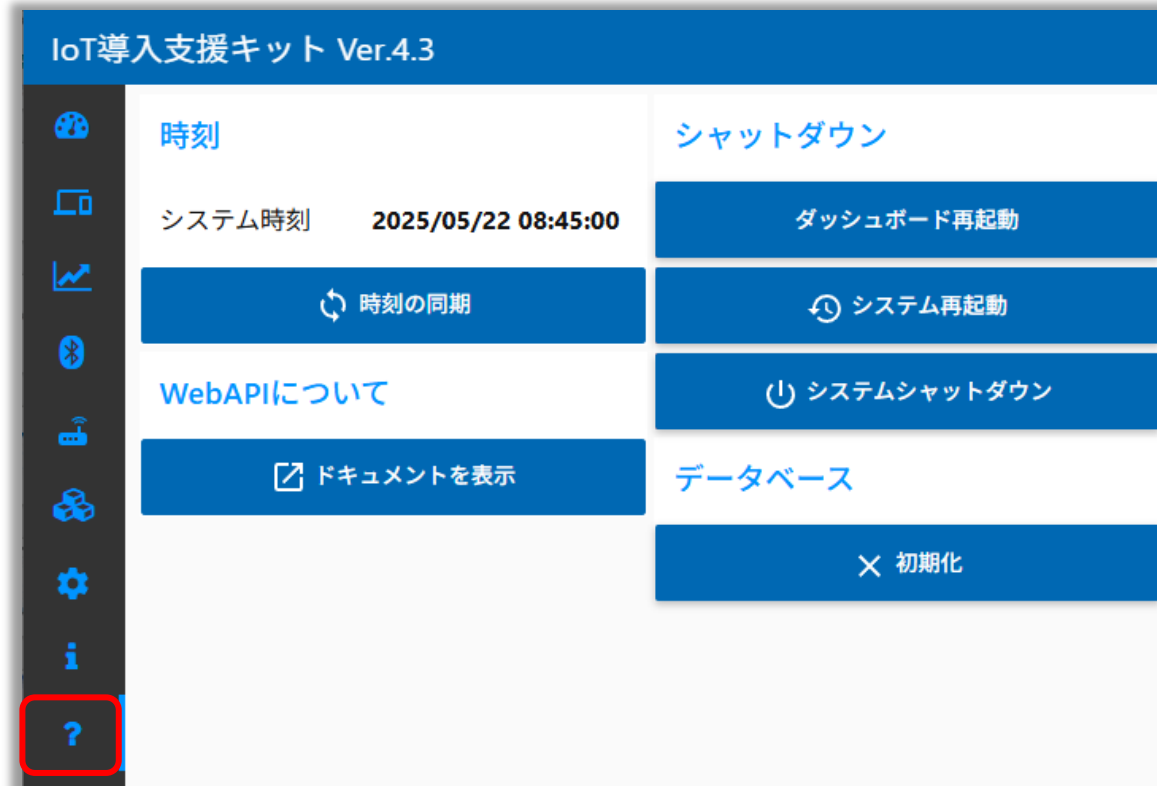 IoT導入支援キット Ver.4.3
時刻
システム時刻 2025/05/22 08:45:00
時刻の同期
WebAPIについて
ドキュメントを表示
シャットダウン
ダッシュボード再起動
システム再起動
システムシャットダウン
データベース
初期化